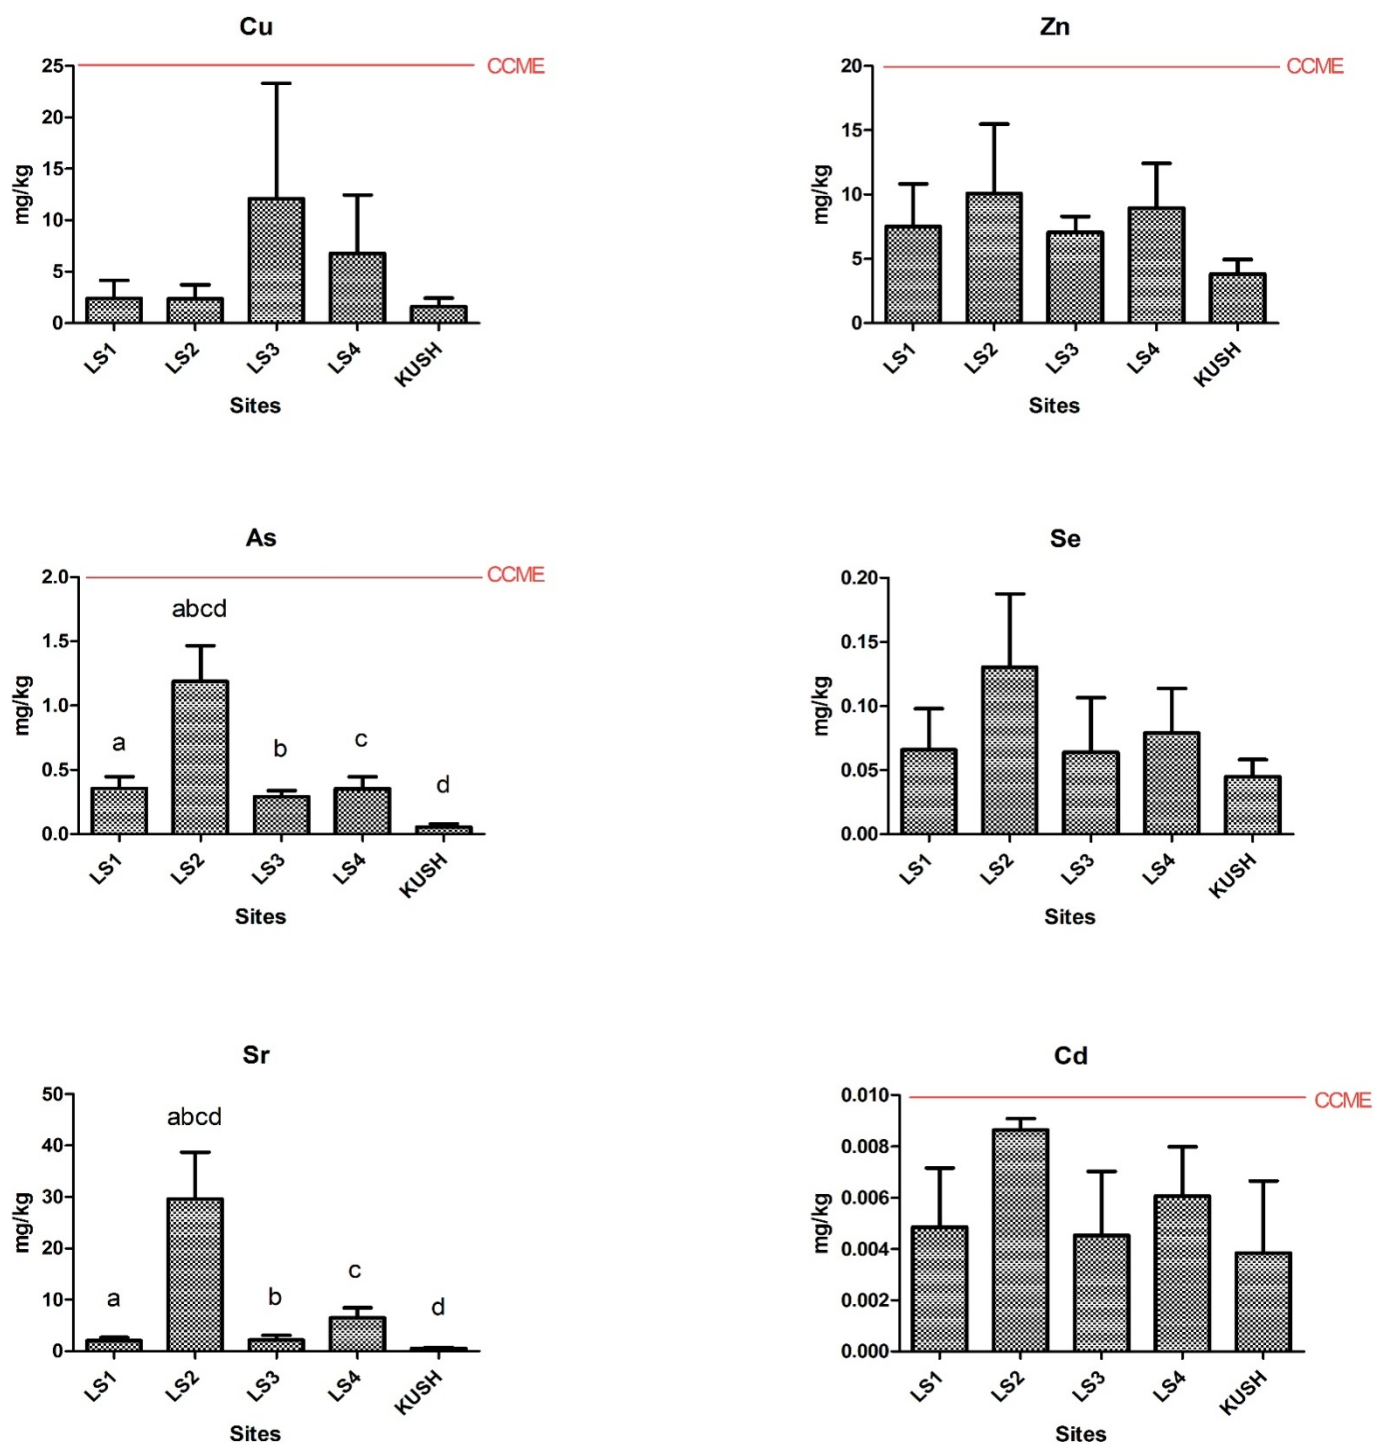 Cu
25
CCME
20
15
10
5
0
mg/kg
LS1
LS2
LS3
LS4
KUSH
Sites
Zn
20
CCME
15
10
5
0
mg/kg
LS1
LS2
LS3
LS4
KUSH
Sites
As
2.0
CCME
1.5
1.0
0.5
0.0
mg/kg
a
abcd
b
c
d
LS1
LS2
LS3
LS4
KUSH
Sites
Se
0.20
0.15
0.10
0.05
0.00
mg/kg
LS1
LS2
LS3
LS4
KUSH
Sites
Sr
50
40
30
20
10
0
mg/kg
a
abcd
b
c
d
LS1
LS2
LS3
LS4
KUSH
Sites
Cd
0.010
CCME
0.008
0.006
0.004
0.002
0.000
mg/kg
LS1
LS2
LS3
LS4
KUSH
Sites